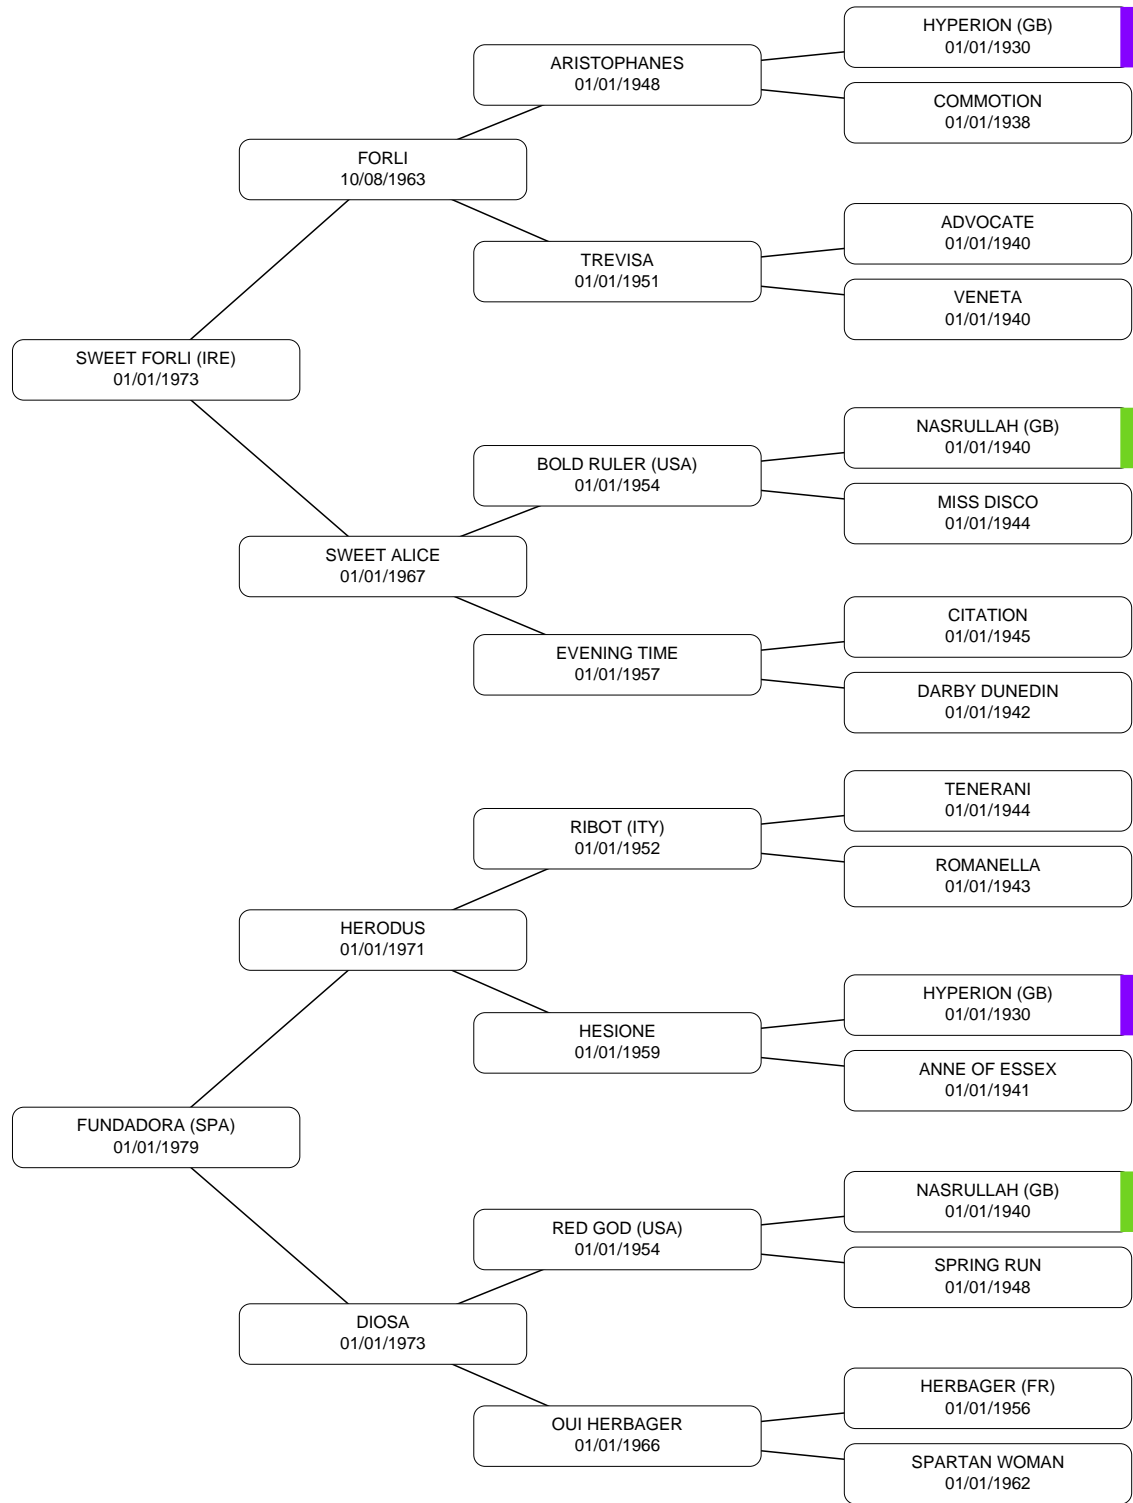 HYPERION (GB)
01/01/1930
ARISTOPHANES
01/01/1948
COMMOTION
01/01/1938
FORLI
10/08/1963
ADVOCATE
01/01/1940
TREVISA
01/01/1951
VENETA
01/01/1940
SWEET FORLI (IRE)
01/01/1973
NASRULLAH (GB)
01/01/1940
BOLD RULER (USA)
01/01/1954
MISS DISCO
01/01/1944
SWEET ALICE
01/01/1967
CITATION
01/01/1945
EVENING TIME
01/01/1957
DARBY DUNEDIN
01/01/1942
TENERANI
01/01/1944
RIBOT (ITY)
01/01/1952
ROMANELLA
01/01/1943
HERODUS
01/01/1971
HYPERION (GB)
01/01/1930
HESIONE
01/01/1959
ANNE OF ESSEX
01/01/1941
FUNDADORA (SPA)
01/01/1979
NASRULLAH (GB)
01/01/1940
RED GOD (USA)
01/01/1954
SPRING RUN
01/01/1948
DIOSA
01/01/1973
HERBAGER (FR)
01/01/1956
OUI HERBAGER
01/01/1966
SPARTAN WOMAN
01/01/1962